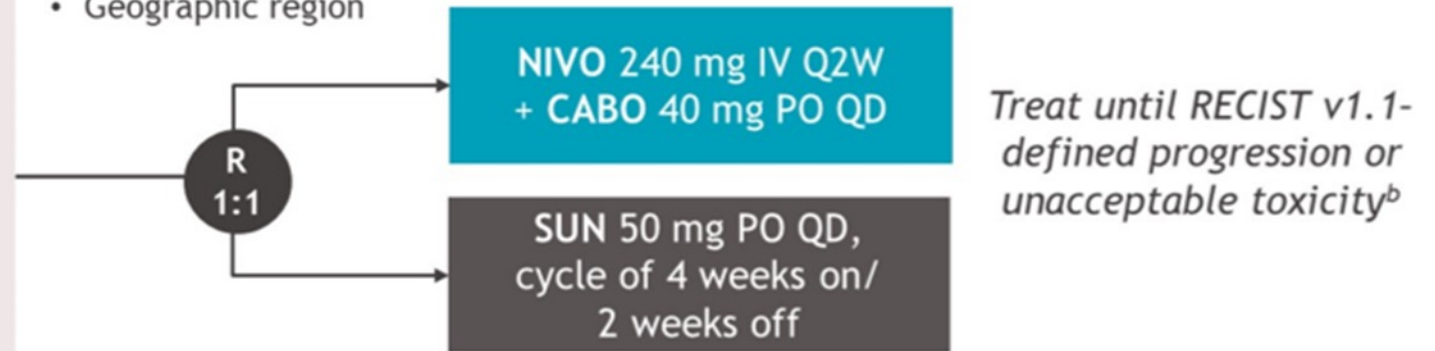 • Geographic region
NIVO 240 mg IV Q2W
+ CABO 40 mg PO QD
R
1:1
SUN 50 mg PO QD,
cycle of 4 weeks on/
2 weeks off
Treat until RECIST v1.1–
defined progression or
unacceptable toxicityᵇ